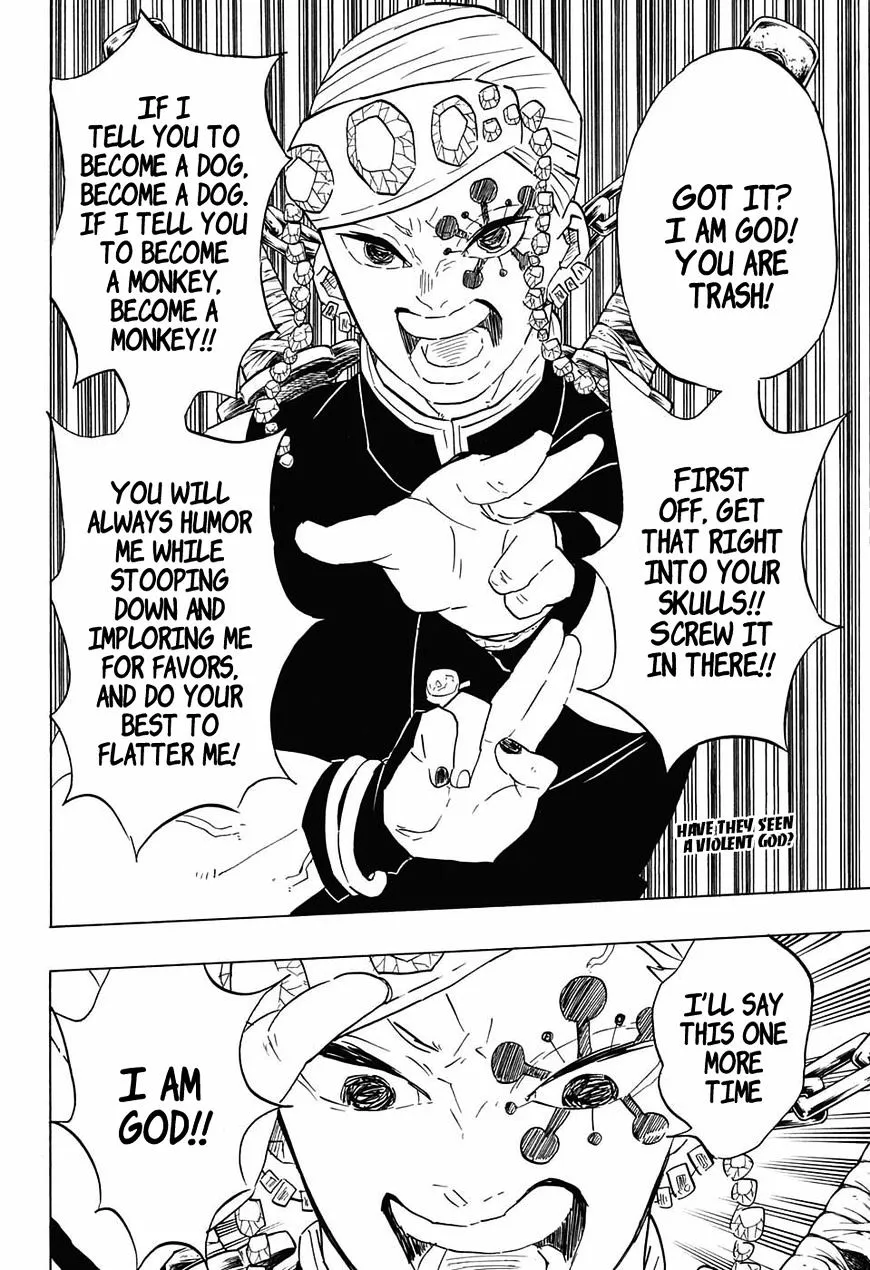 GOT IT?
I AM GOD!
YOU ARE
TRASH!
FIRST
OFF, GET
THAT RIGHT
INTO YOUR
SKULLS!!
SCREW IT
IN THERE!!
IF I
TELL YOU TO
BECOME A DOG,
BECOME A DOG.
IF I TELL YOU
TO BECOME
A MONKEY,
BECOME A
MONKEY!!
YOU WILL
ALWAYS HUMOR
ME WHILE
STOOPING
DOWN AND
IMPLORING ME
FOR FAVORS,
AND DO YOUR
BEST TO
FLATTER ME!
HAVE THEY SEEN
A VIOLENT GOD?
I'LL SAY
THIS ONE
MORE
TIME
I AM
GOD!!